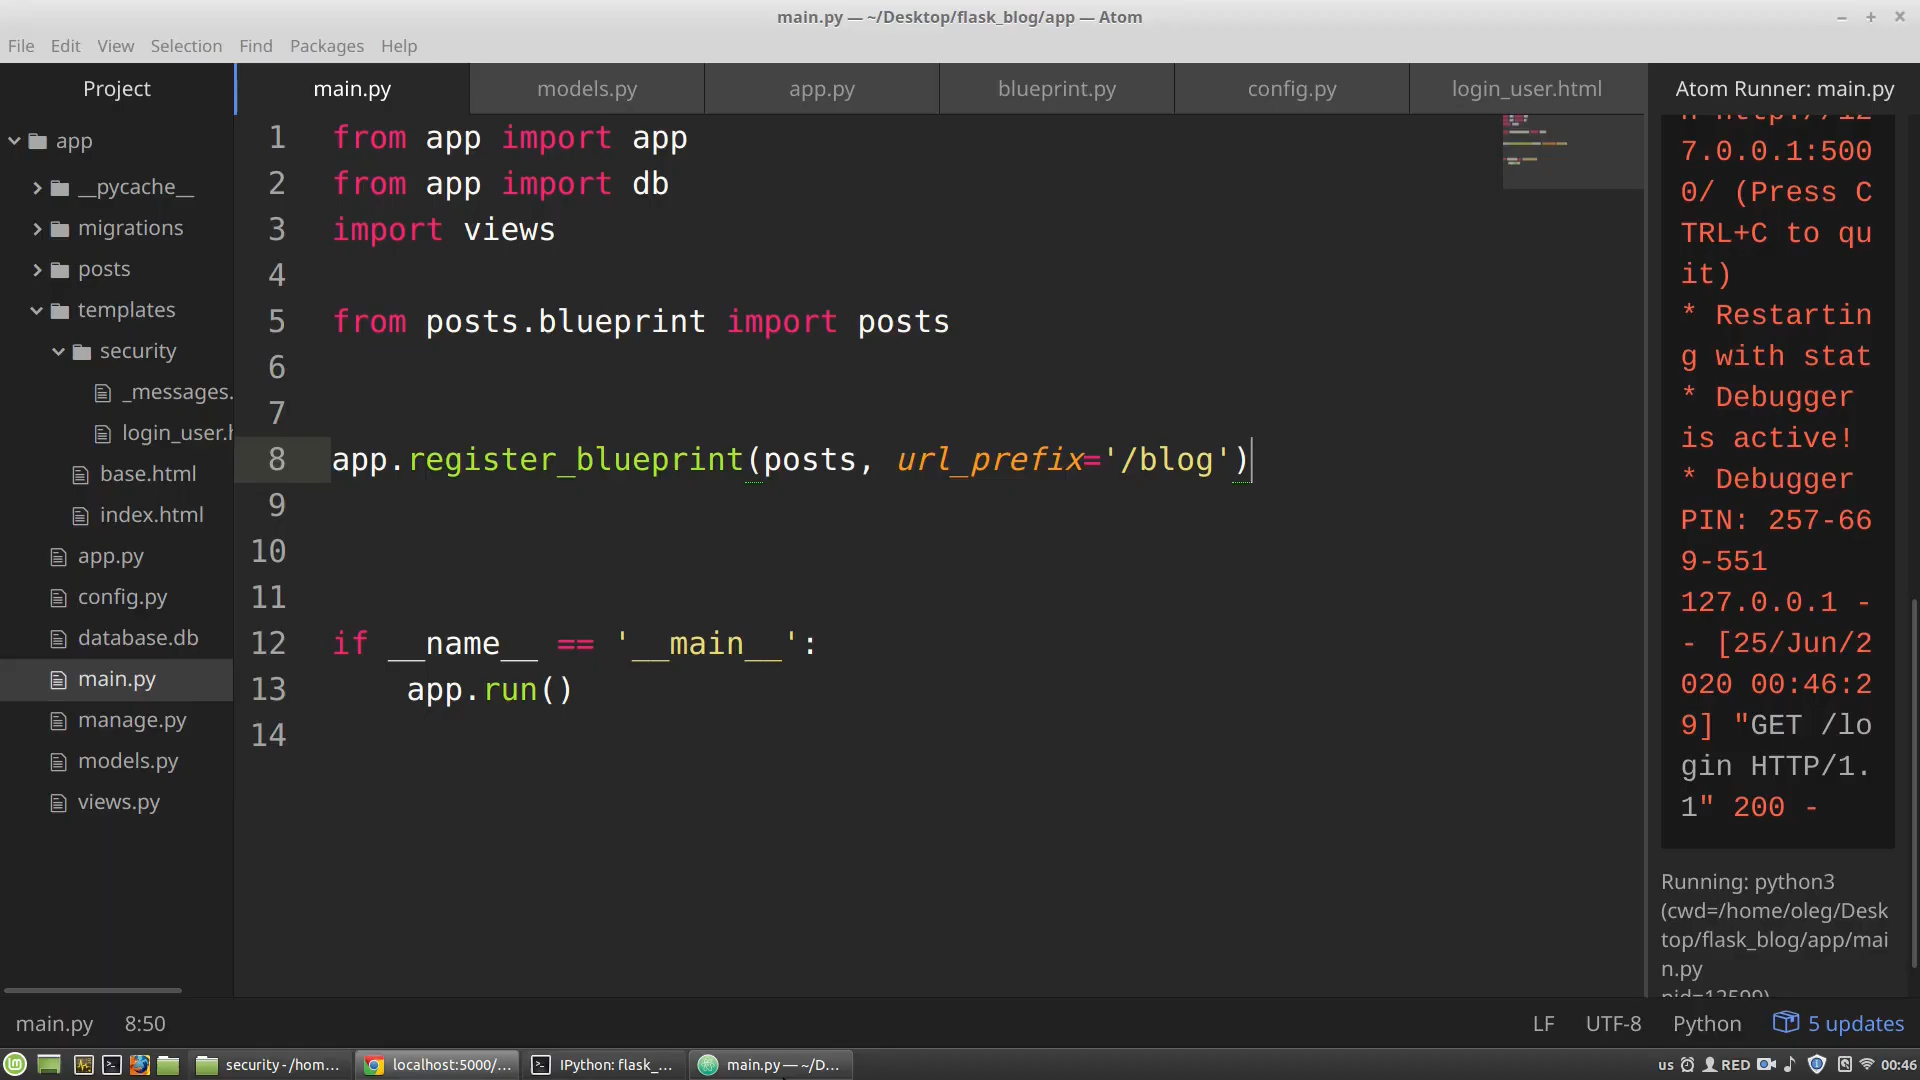 main.py — ~/Desktop/flask_blog/app — Atom
File Edit View Selection Find Packages Help
Project
main.py
models.py
app.py
blueprint.py
config.py
login_user.html
Atom Runner: main.py
app
__pycache__
migrations
posts
templates
security
_messages.
login_user.h
base.html
index.html
app.py
config.py
database.db
main.py
manage.py
models.py
views.py
1 from app import app
2 from app import db
3 import views
4
5 from posts.blueprint import posts
6
7
8 app.register_blueprint(posts, url_prefix='/blog')
9
10
11
12 if __name__ == '__main__':
13 app.run()
14
n http://12
7.0.0.1:500
0/ (Press C
TRL+C to qu
it)
* Restartin
g with stat
* Debugger
is active!
* Debugger
PIN: 257-66
9-551
127.0.0.1 -
- [25/Jun/2
020 00:46:2
9] "GET /lo
gin HTTP/1.
1" 200 -
Running: python3
(cwd=/home/oleg/Desk
top/flask_blog/app/mai
n.py
pid=12599)
main.py 8:50
LF UTF-8 Python 5 updates
security - /hom...
localhost:5000/...
IPython: flask_...
main.py — ~/D...
us RED 00:46